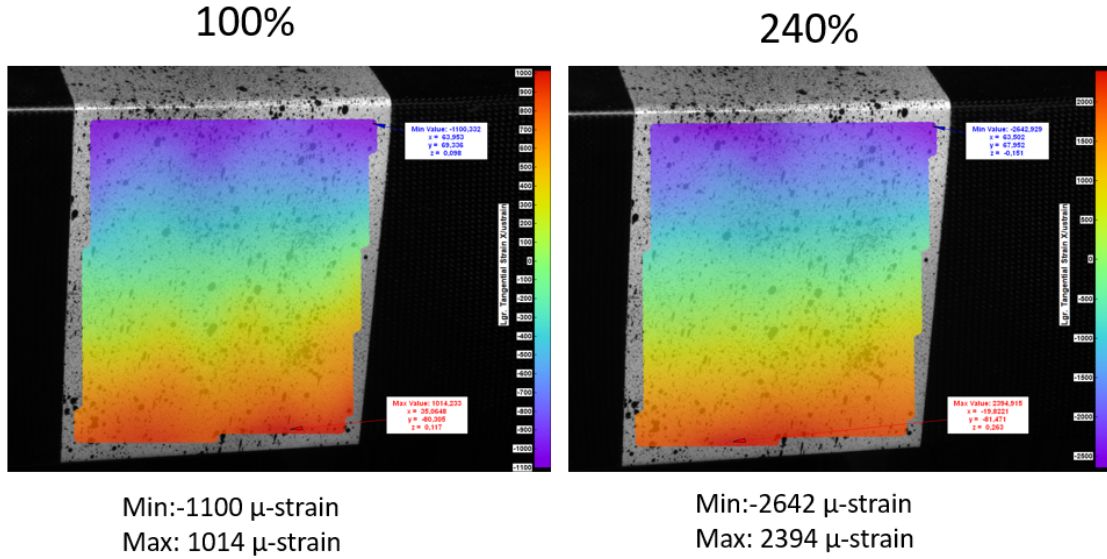 100%
240%
Min Value: -1100,332
x = 63,953
y = 69,336
z = 0,098
Max Value: 1014,233
x = 35,0648
y = -80,305
z = 0,117
1000
900
800
700
600
500
400
300
200
100
0
-100
-200
-300
-400
-500
-600
-700
-800
-900
-1000
-1100
Lgr. Tangential Strain X/ustrain
Min Value: -2642,929
x = 63,502
y = 67,952
z = -0,151
Max Value: 2394,915
x = -19,8221
y = -81,471
z = 0,263
2000
1500
1000
500
0
-500
-1000
-1500
-2000
-2500
Lgr. Tangential Strain X/ustrain
Min:-1100 μ-strain
Max: 1014 μ-strain
Min:-2642 μ-strain
Max: 2394 μ-strain